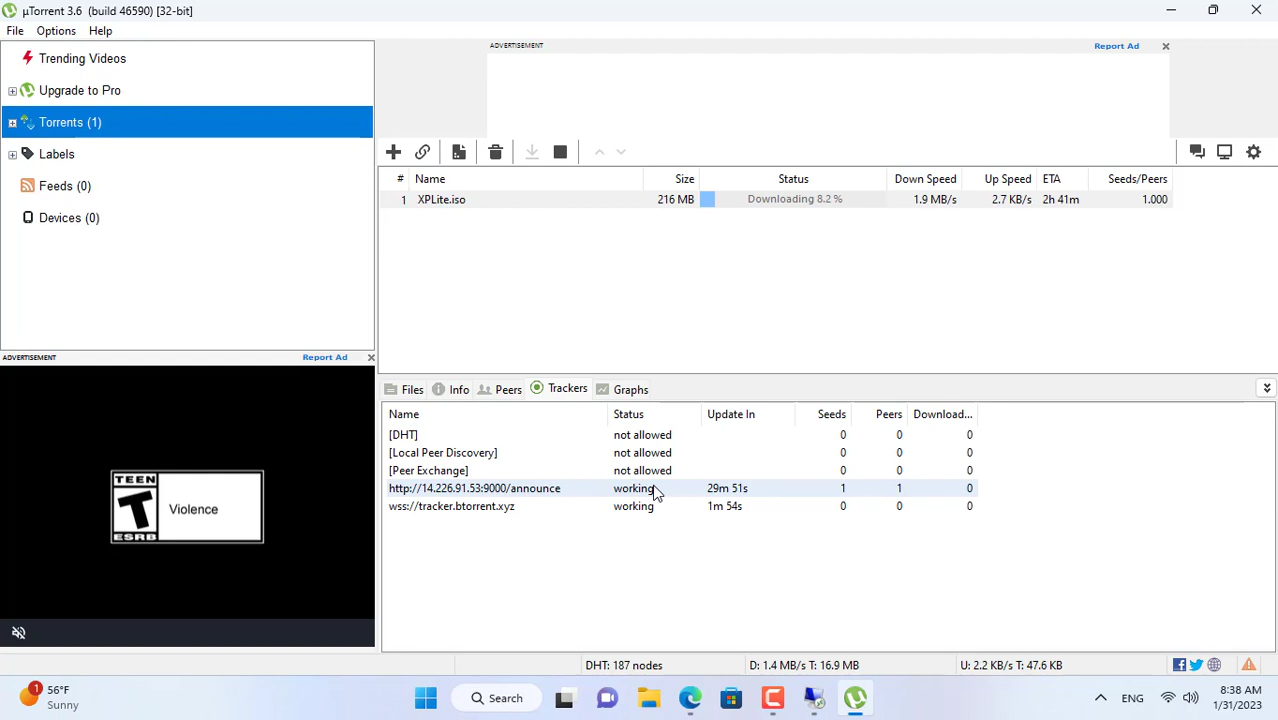 µTorrent 3.6 (build 46590) [32-bit]
File Options Help
Trending Videos
Upgrade to Pro
Torrents (1)
Labels
Feeds (0)
Devices (0)
ADVERTISEMENT Report Ad
# Name Size Status Down Speed Up Speed ETA Seeds/Peers
1 XPLite.iso 216 MB Downloading 8.2 % 1.9 MB/s 2.7 KB/s 2h 41m 1.000
ADVERTISEMENT Report Ad
TEEN
T
ESRB
Violence
Files Info Peers Trackers Graphs
Name Status Update In Seeds Peers Download...
[DHT] not allowed 0 0 0
[Local Peer Discovery] not allowed 0 0 0
[Peer Exchange] not allowed 0 0 0
http://14.226.91.53:9000/announce working 29m 51s 1 1 0
wss://tracker.btorrent.xyz working 1m 54s 0 0 0
DHT: 187 nodes D: 1.4 MB/s T: 16.9 MB U: 2.2 KB/s T: 47.6 KB
1 56°F
Sunny
Search
ENG
8:38 AM
1/31/2023